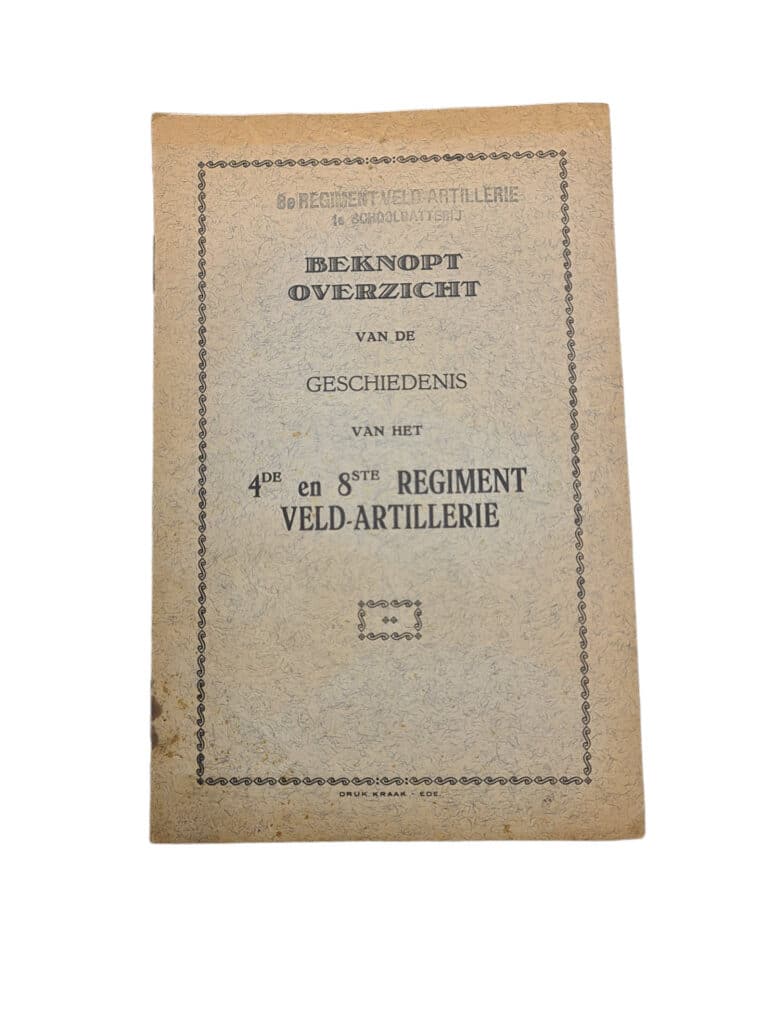 8e REGIMENT VELD-ARTILLERIE
1e SCHOOLBATTERIJ
BEKNOPT
OVERZICHT
VAN DE
GESCHIEDENIS
VAN HET
4DE en 8STE REGIMENT
VELD-ARTILLERIE
DRUK KRAAK - EDE.